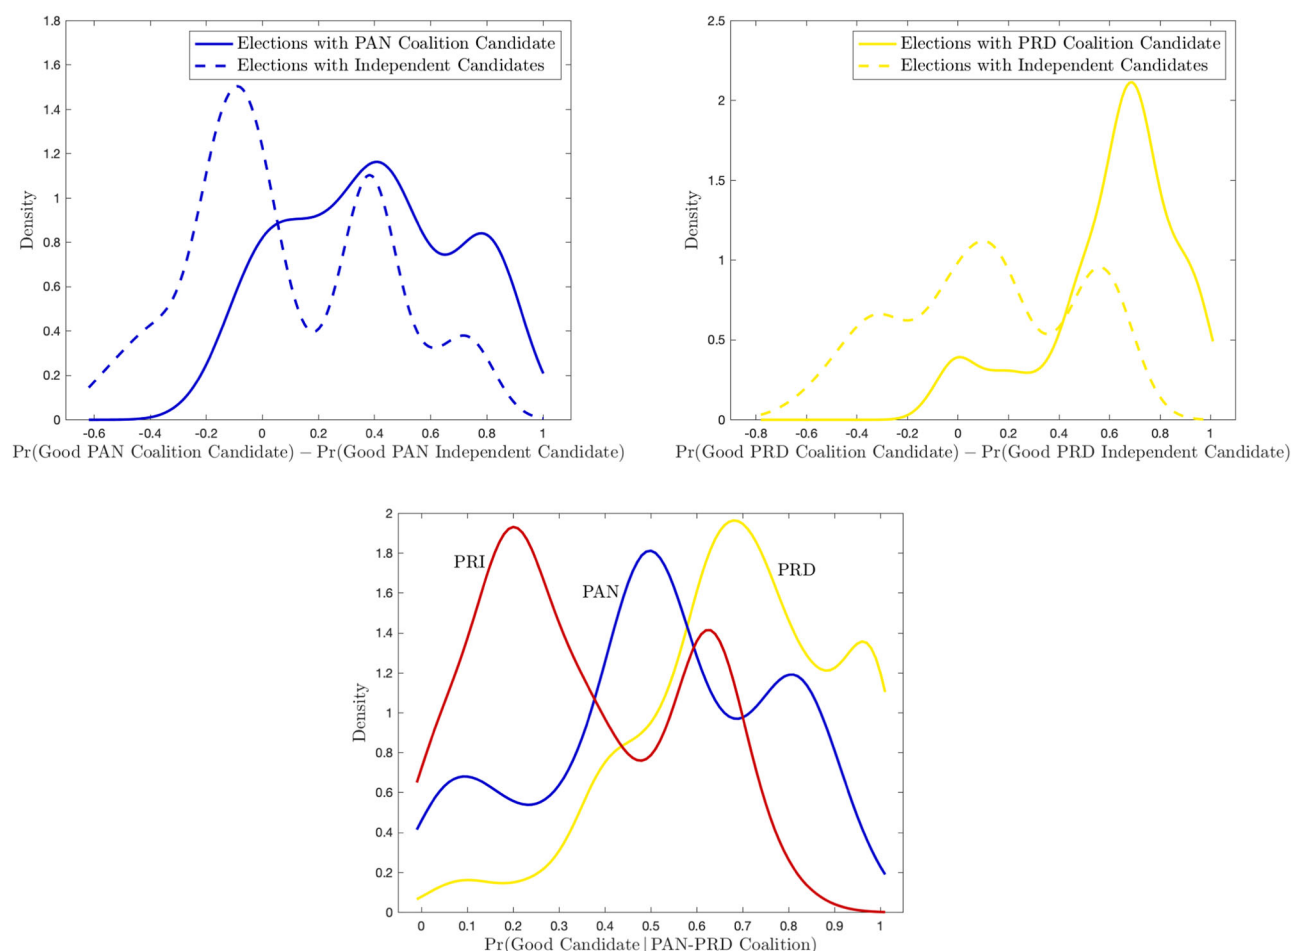 1.8
1.6
1.4
1.2
1
0.8
0.6
0.4
0.2
0
Density
Elections with PAN Coalition Candidate
Elections with Independent Candidates
-0.6 -0.4 -0.2 0 0.2 0.4 0.6 0.8 1
Pr(Good PAN Coalition Candidate) − Pr(Good PAN Independent Candidate)
2.5
2
1.5
1
0.5
0
Density
Elections with PRD Coalition Candidate
Elections with Independent Candidates
-0.8 -0.6 -0.4 -0.2 0 0.2 0.4 0.6 0.8 1
Pr(Good PRD Coalition Candidate) − Pr(Good PRD Independent Candidate)
2
1.8
1.6
1.4
1.2
1
0.8
0.6
0.4
0.2
0
Density
PRI
PAN
PRD
0 0.1 0.2 0.3 0.4 0.5 0.6 0.7 0.8 0.9 1
Pr(Good Candidate | PAN-PRD Coalition)